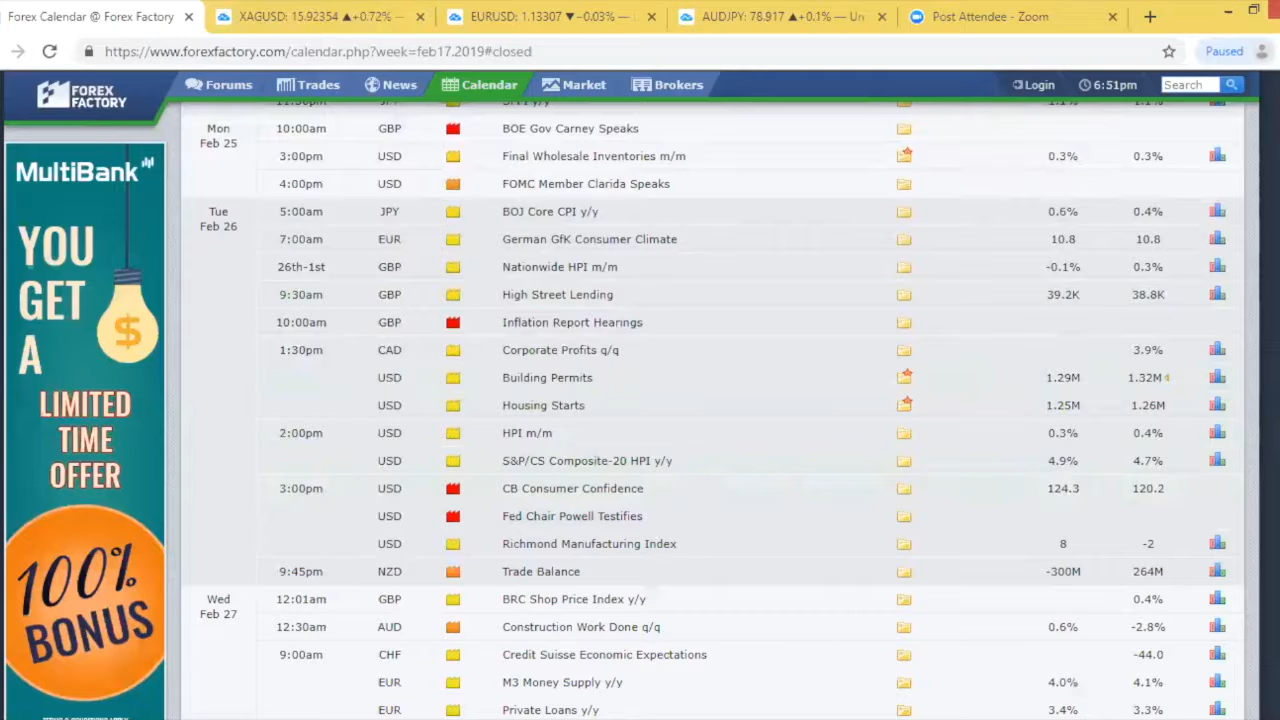 Forex Calendar @ Forex Factory
XAGUSD: 15.92354 ▲+0.72% —
EURUSD: 1.13307 ▼−0.03% —
AUDJPY: 78.917 ▲+0.1% — Un
Post Attendee - Zoom
https://www.forexfactory.com/calendar.php?week=feb17.2019#closed
Paused
FOREX FACTORY
Forums Trades News Calendar Market Brokers
Login 6:51pm Search
Mon Feb 25 10:00am GBP BOE Gov Carney Speaks
3:00pm USD Final Wholesale Inventories m/m 0.3% 0.3%
4:00pm USD FOMC Member Clarida Speaks
Tue Feb 26 5:00am JPY BOJ Core CPI y/y 0.6% 0.4%
7:00am EUR German GfK Consumer Climate 10.8 10.8
26th-1st GBP Nationwide HPI m/m -0.1% 0.3%
9:30am GBP High Street Lending 39.2K 38.8K
10:00am GBP Inflation Report Hearings
1:30pm CAD Corporate Profits q/q 3.9%
USD Building Permits 1.29M 1.32M
USD Housing Starts 1.25M 1.26M
2:00pm USD HPI m/m 0.3% 0.4%
USD S&P/CS Composite-20 HPI y/y 4.9% 4.7%
3:00pm USD CB Consumer Confidence 124.3 120.2
USD Fed Chair Powell Testifies
USD Richmond Manufacturing Index 8 -2
9:45pm NZD Trade Balance -300M 264M
Wed Feb 27 12:01am GBP BRC Shop Price Index y/y 0.4%
12:30am AUD Construction Work Done q/q 0.6% -2.8%
9:00am CHF Credit Suisse Economic Expectations -44.0
EUR M3 Money Supply y/y 4.0% 4.1%
EUR Private Loans y/y 3.4% 3.3%
MultiBank
YOU
GET
A
$
LIMITED
TIME
OFFER
100%
BONUS